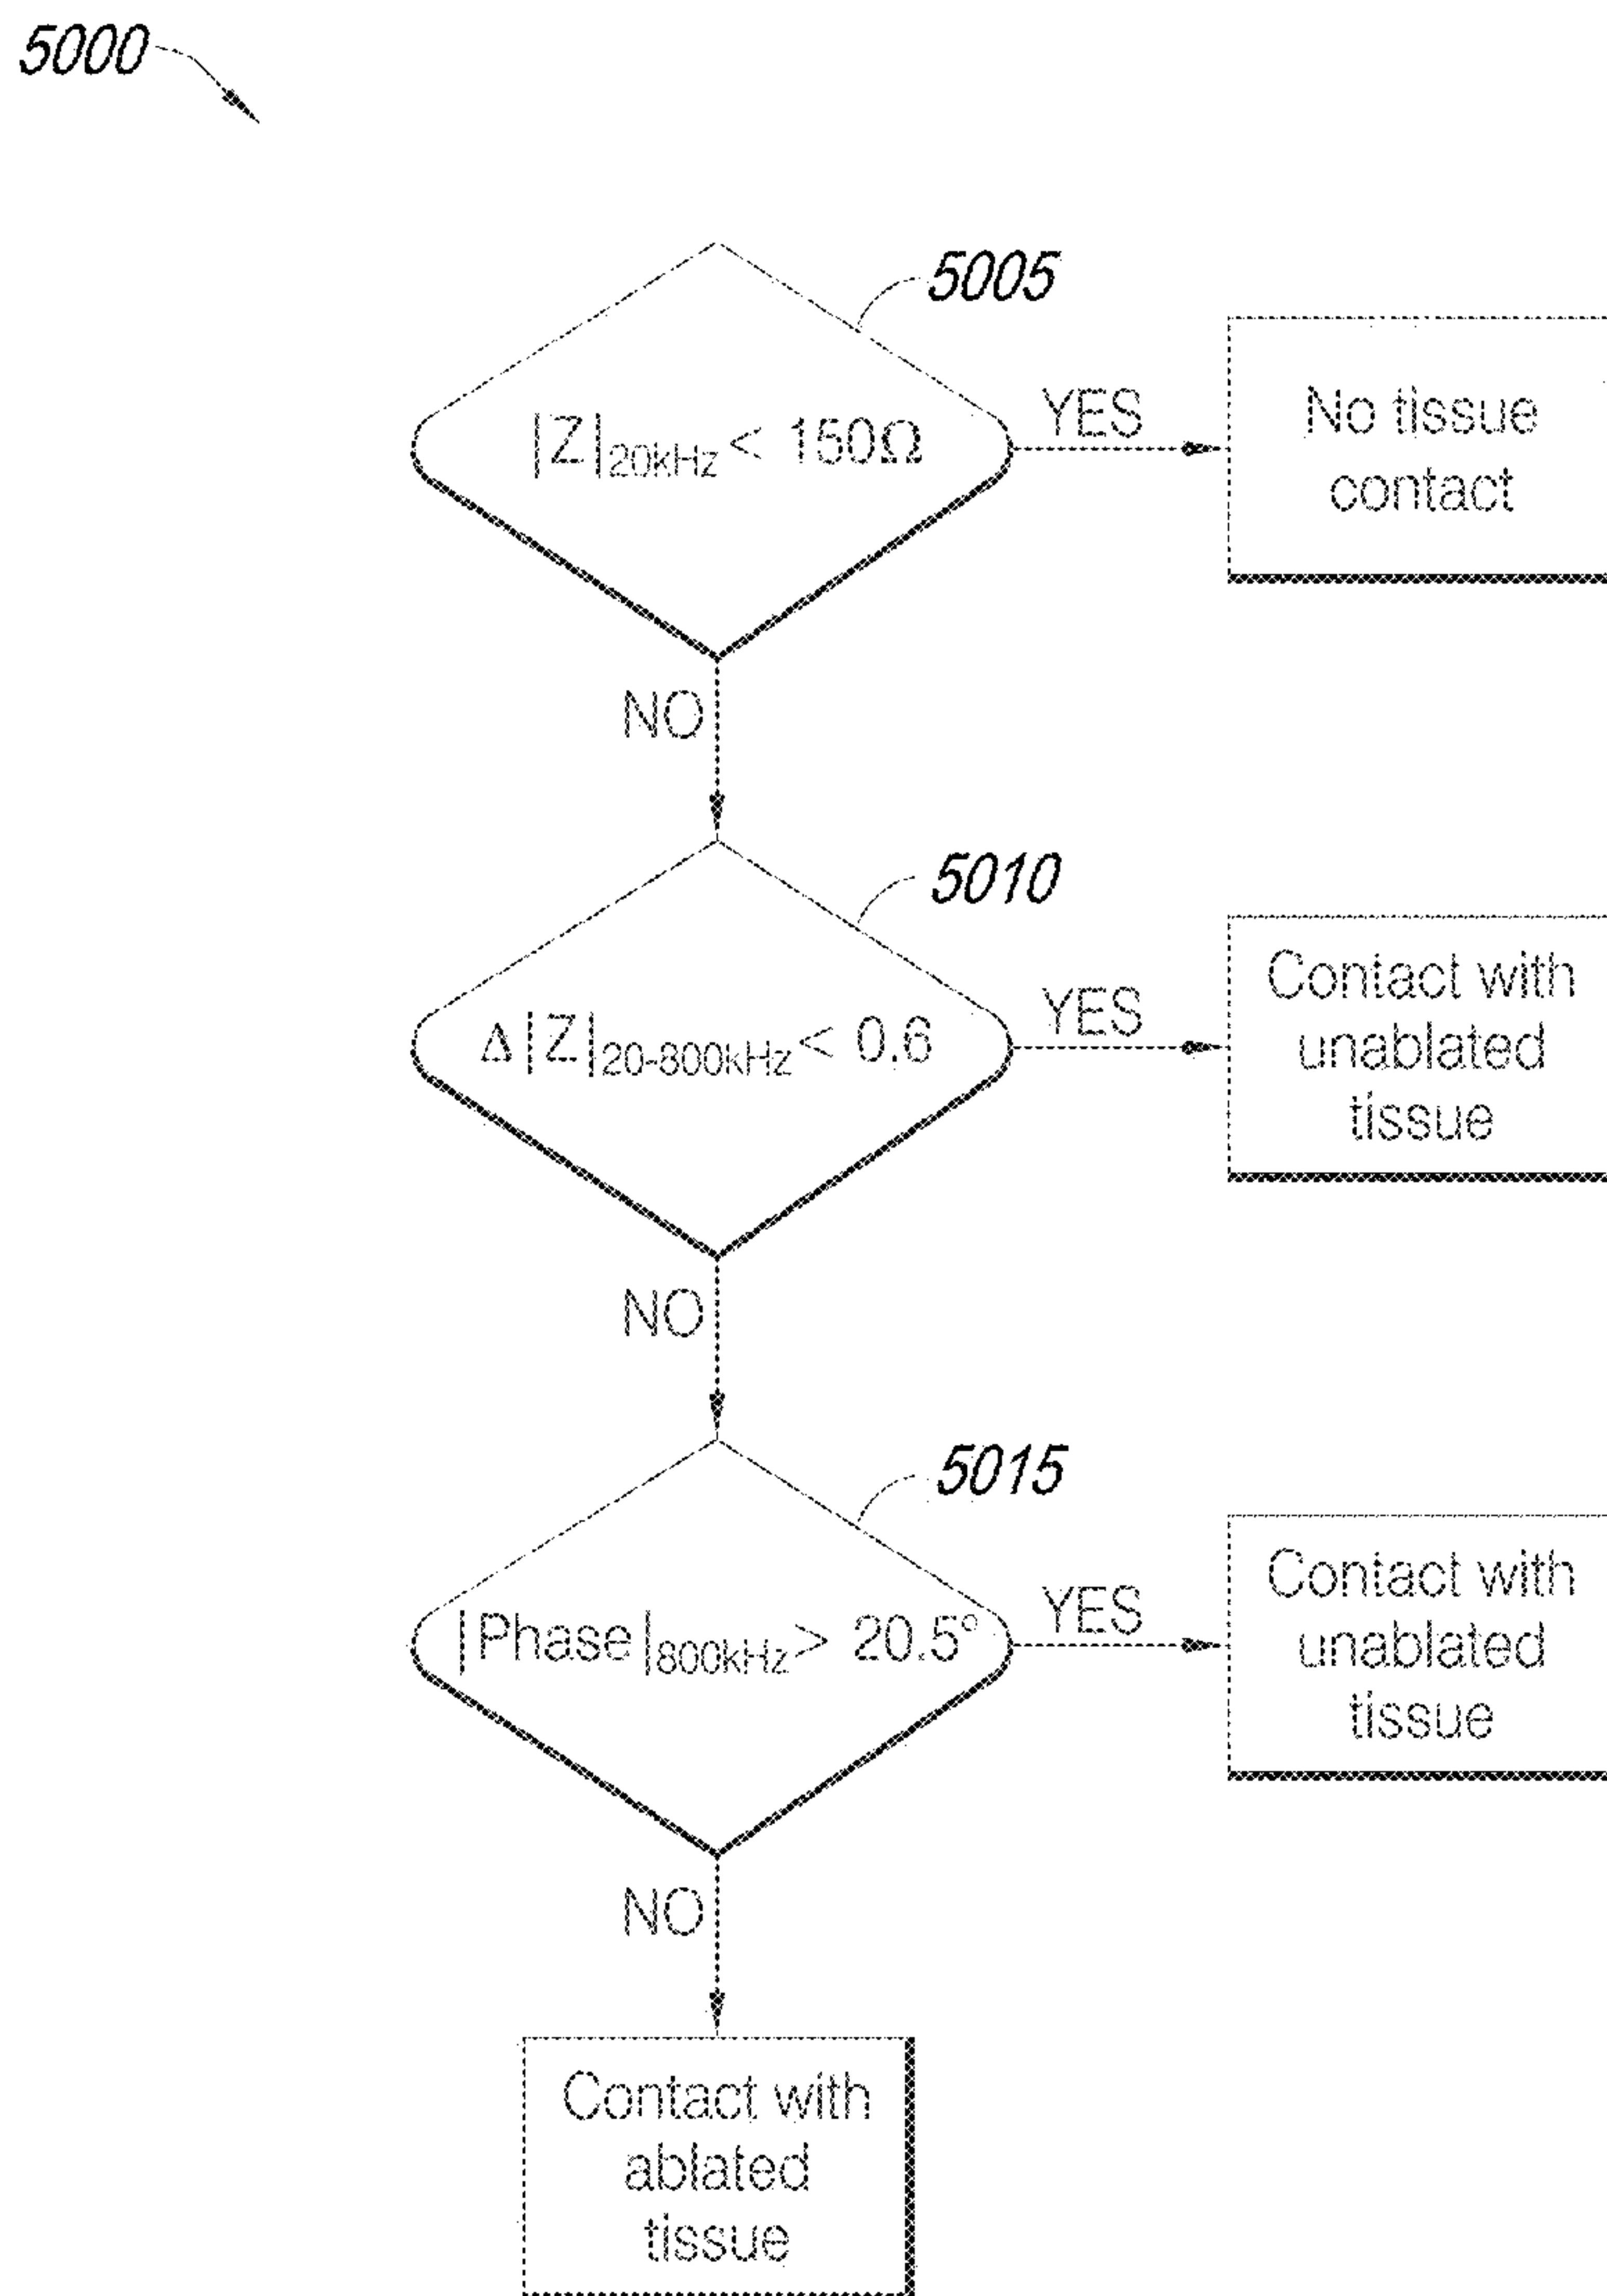 5000
5005
|Z|20kHz < 150Ω
YES
No tissue
contact
NO
5010
Δ|Z|20-800kHz < 0.6
YES
Contact with
unablated
tissue
NO
5015
|Phase|800kHz > 20.5°
YES
Contact with
unablated
tissue
NO
Contact with
ablated
tissue